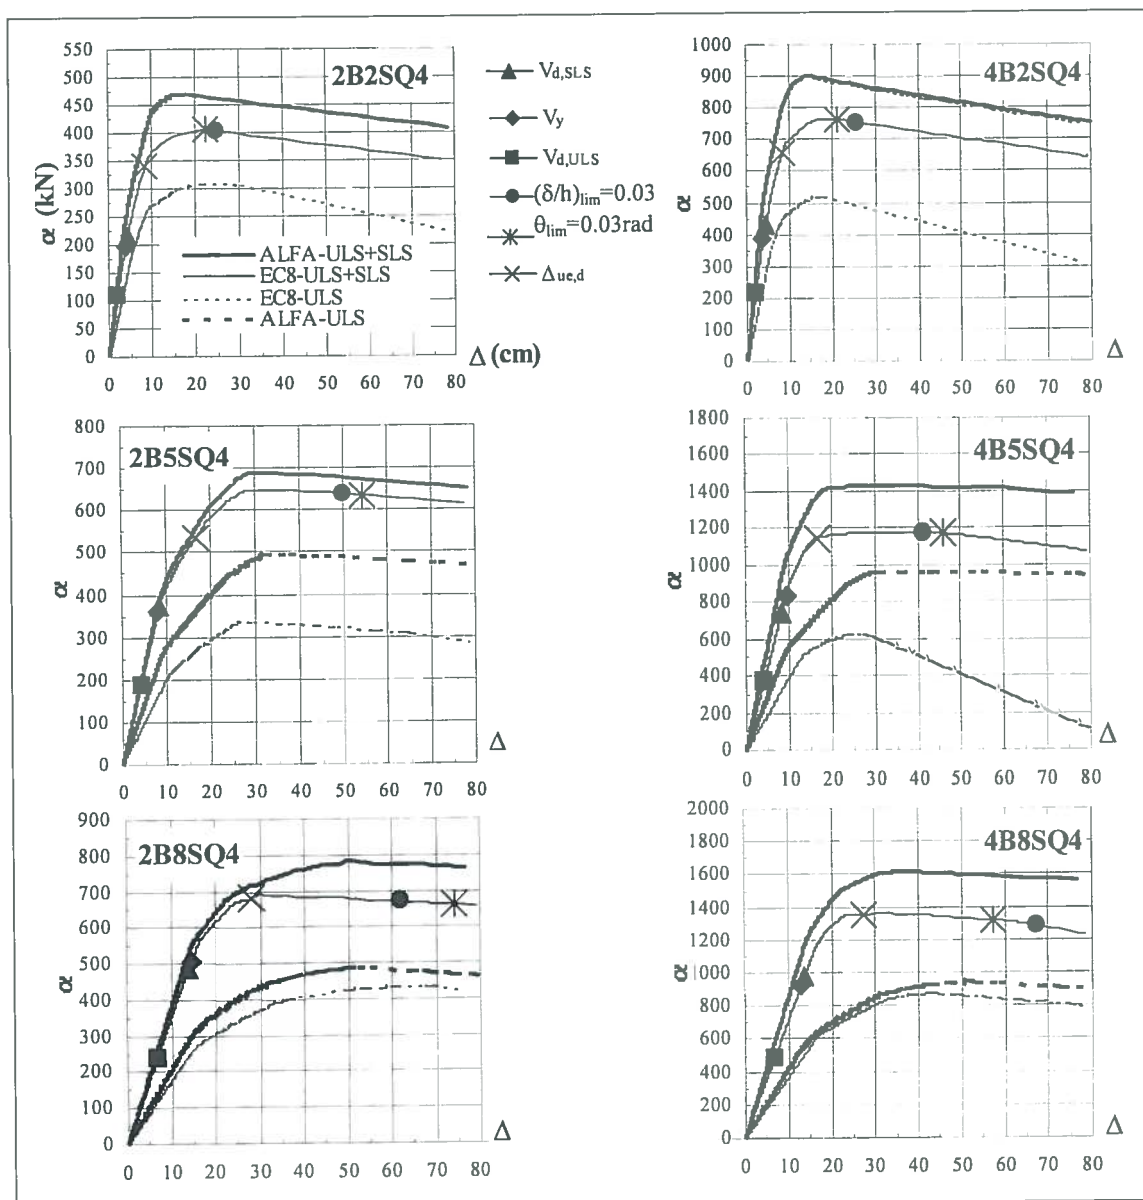 2B2SQ4
α (kN)
550
500
450
400
350
300
250
200
150
100
50
0
0 10 20 30 40 50 60 70 80
Δ (cm)
ALFA-ULS+SLS
EC8-ULS+SLS
EC8-ULS
ALFA-ULS
V_d,SLS
V_y
V_d,ULS
(δ/h)_lim=0.03
θ_lim=0.03rad
Δ_ue,d
4B2SQ4
α
1000
900
800
700
600
500
400
300
200
100
0
0 10 20 30 40 50 60 70 80
Δ
2B5SQ4
α
800
700
600
500
400
300
200
100
0
0 10 20 30 40 50 60 70 80
Δ
4B5SQ4
α
1800
1600
1400
1200
1000
800
600
400
200
0
0 10 20 30 40 50 60 70 80
Δ
2B8SQ4
α
900
800
700
600
500
400
300
200
100
0
0 10 20 30 40 50 60 70 80
Δ
4B8SQ4
α
2000
1800
1600
1400
1200
1000
800
600
400
200
0
0 10 20 30 40 50 60 70 80
Δ